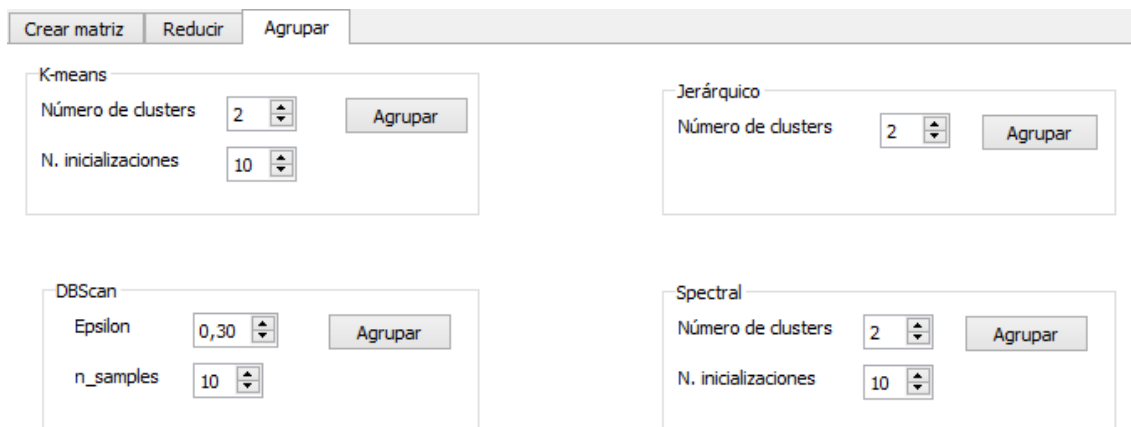 Crear matriz Reducir Agrupar
K-means
Número de clusters 2 Agrupar
N. inicializaciones 10
Jerárquico
Número de clusters 2 Agrupar
DBScan
Epsilon 0,30 Agrupar
n_samples 10
Spectral
Número de clusters 2 Agrupar
N. inicializaciones 10